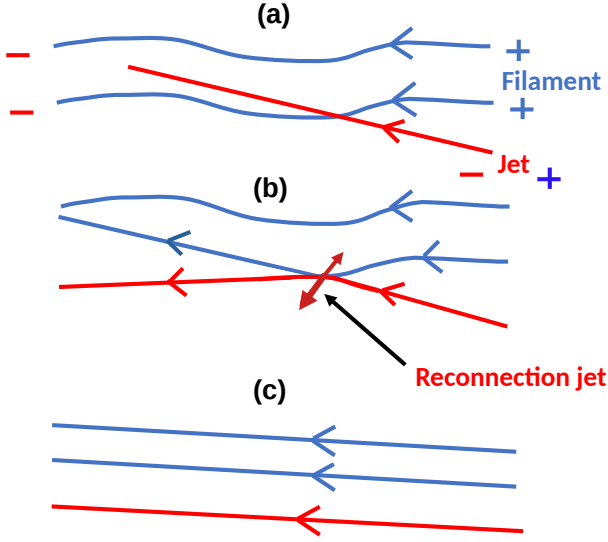 (a)
− +
Filament
− +
Jet
− +
(b)
Reconnection jet
(c)